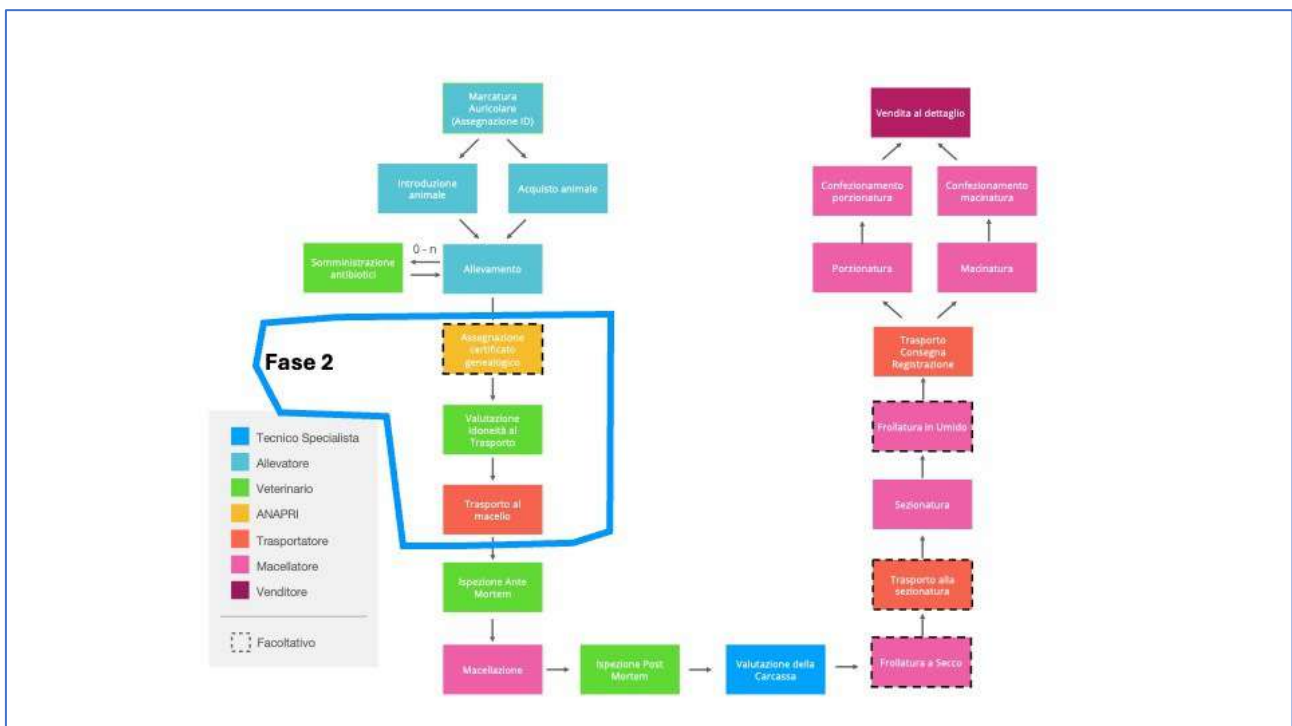 Marcatura
Auricolare
(Assegnazione ID)
Introduzione
animale
Acquisto animale
0 - n
Somministrazione
antibiotici
Allevamento
Fase 2
Assegnazione
certificato
genealogico
Valutazione
Idoneità al
Trasporto
Trasporto al
macello
Ispezione Ante
Mortem
Macellazione
Ispezione Post
Mortem
Valutazione della
Carcassa
Frollatura a Secco
Trasporto alla
sezionatura
Sezionatura
Frollatura in Umido
Trasporto
Consegna
Registrazione
Porzionatura
Macinatura
Confezionamento
porzionatura
Confezionamento
macinatura
Vendita al dettaglio
Tecnico Specialista
Allevatore
Veterinario
ANAPRI
Trasportatore
Macellatore
Venditore
Facoltativo